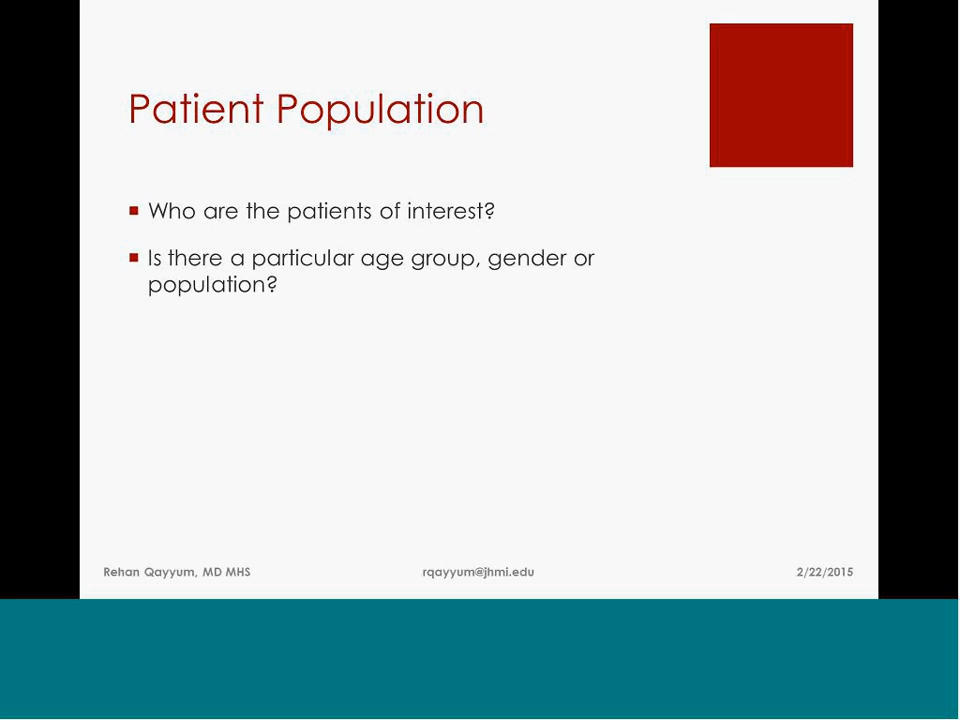 Patient Population
Who are the patients of interest?
Is there a particular age group, gender or
population?
Rehan Qayyum, MD MHS rqayyum@jhmi.edu 2/22/2015